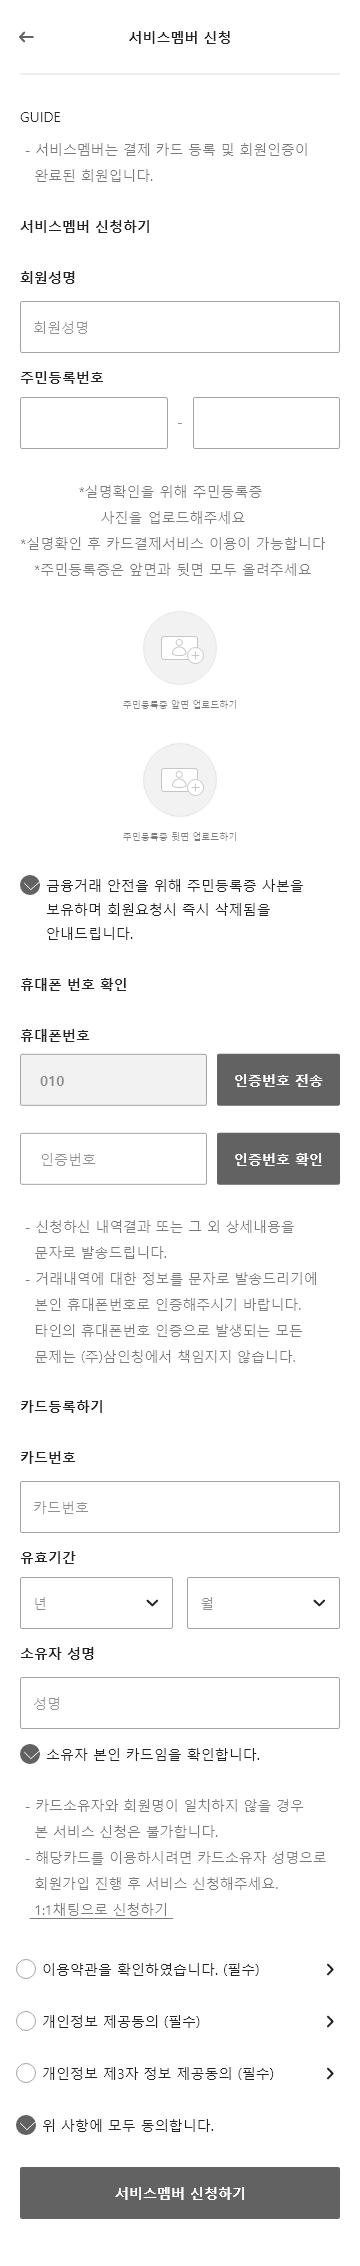 서비스멤버 신청
GUIDE
- 서비스멤버는 결제 카드 등록 및 회원인증이
완료된 회원입니다.
서비스멤버 신청하기
회원성명
회원성명
주민등록번호
-
*실명확인을 위해 주민등록증
사진을 업로드해주세요
*실명확인 후 카드결제서비스 이용이 가능합니다
*주민등록증은 앞면과 뒷면 모두 올려주세요
주민등록증 앞면 업로드하기
주민등록증 뒷면 업로드하기
금융거래 안전을 위해 주민등록증 사본을
보유하며 회원요청시 즉시 삭제됨을
안내드립니다.
휴대폰 번호 확인
휴대폰번호
010 인증번호 전송
인증번호 인증번호 확인
- 신청하신 내역결과 또는 그 외 상세내용을
문자로 발송드립니다.
- 거래내역에 대한 정보를 문자로 발송드리기에
본인 휴대폰번호로 인증해주시기 바랍니다.
타인의 휴대폰번호 인증으로 발생되는 모든
문제는 (주)삼인칭에서 책임지지 않습니다.
카드등록하기
카드번호
카드번호
유효기간
년 월
소유자 성명
성명
소유자 본인 카드임을 확인합니다.
- 카드소유자와 회원명이 일치하지 않을 경우
본 서비스 신청은 불가합니다.
- 해당카드를 이용하시려면 카드소유자 성명으로
회원가입 진행 후 서비스 신청해주세요.
1:1채팅으로 신청하기
이용약관을 확인하였습니다. (필수)
개인정보 제공동의 (필수)
개인정보 제3자 정보 제공동의 (필수)
위 사항에 모두 동의합니다.
서비스멤버 신청하기